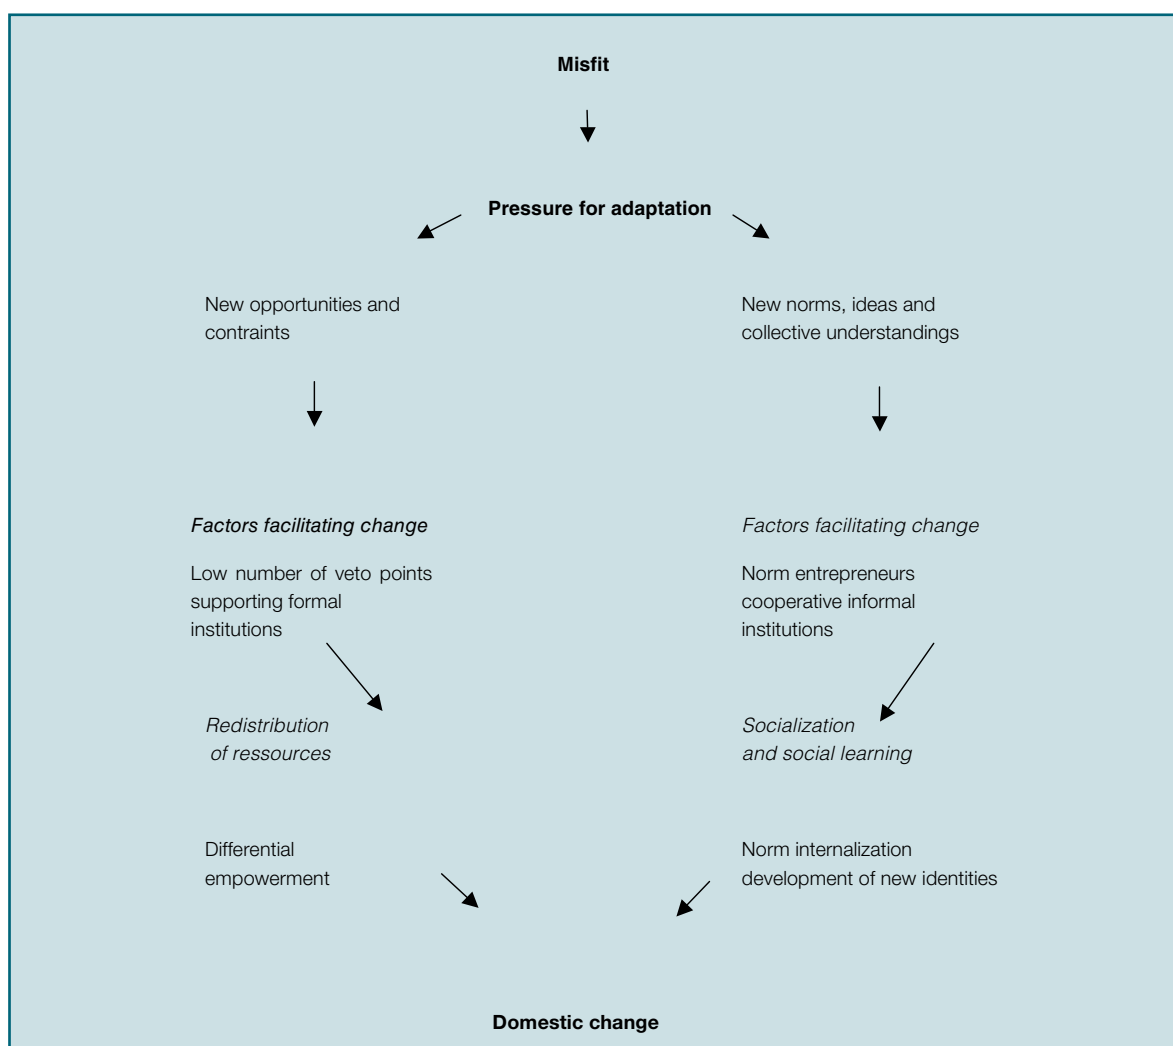 Misfit
Pressure for adaptation
New opportunities and
contraints
New norms, ideas and
collective understandings
Factors facilitating change
Low number of veto points
supporting formal
institutions
Factors facilitating change
Norm entrepreneurs
cooperative informal
institutions
Redistribution
of ressources
Socialization
and social learning
Differential
empowerment
Norm internalization
development of new identities
Domestic change